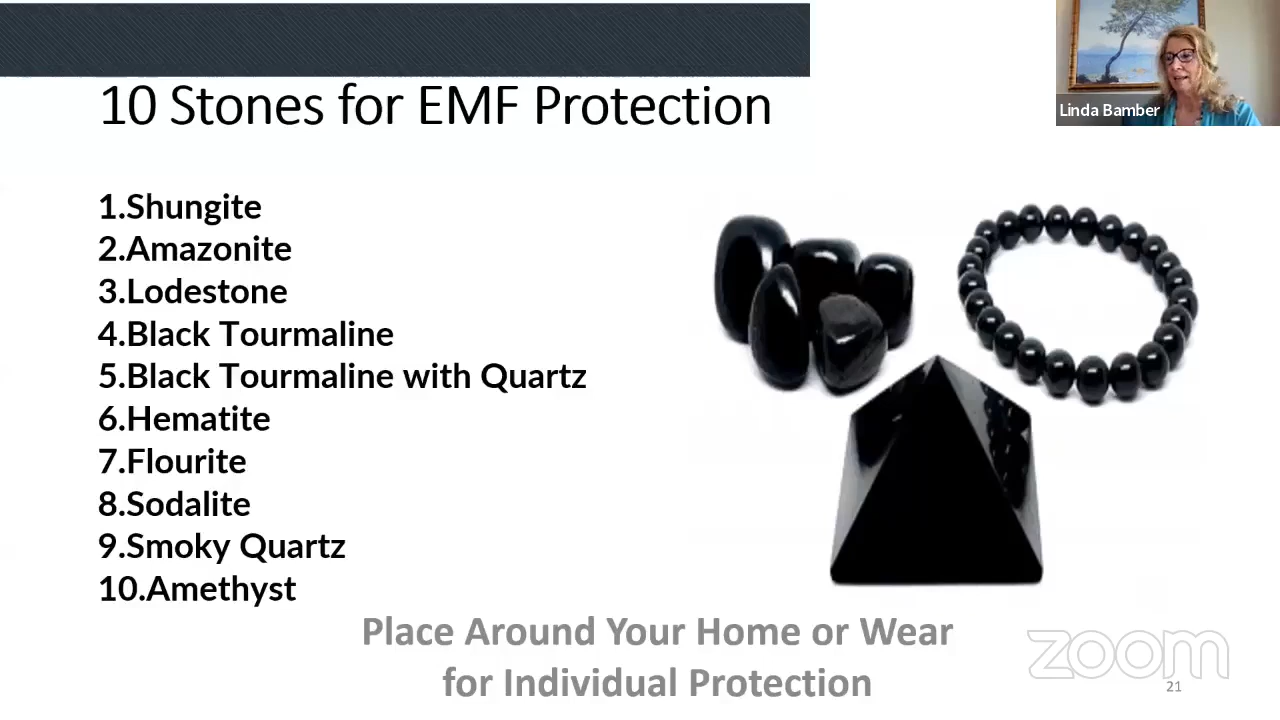 Linda Bamber
10 Stones for EMF Protection
1.Shungite
2.Amazonite
3.Lodestone
4.Black Tourmaline
5.Black Tourmaline with Quartz
6.Hematite
7.Flourite
8.Sodalite
9.Smoky Quartz
10.Amethyst
Place Around Your Home or Wear
for Individual Protection
zoom
21